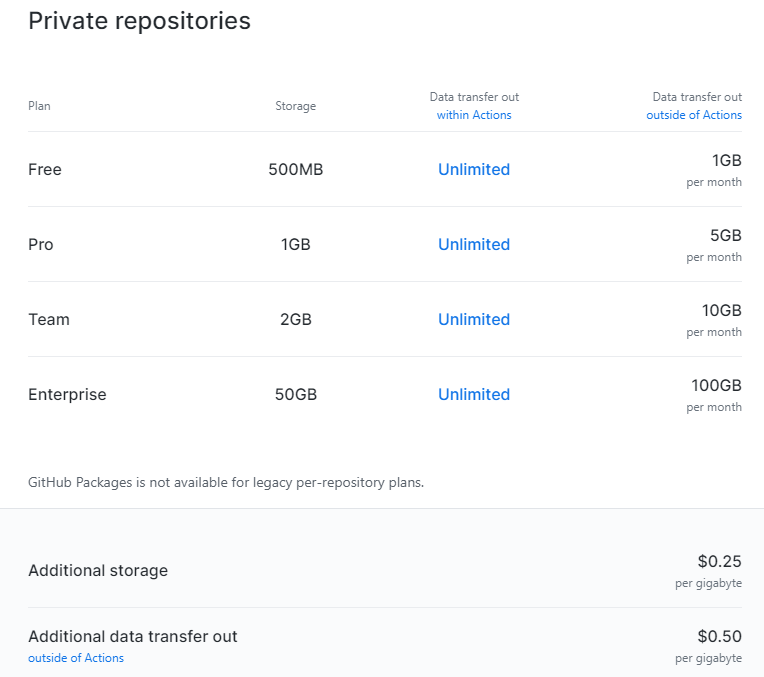 Private repositories
Plan Storage Data transfer out within Actions Data transfer out outside of Actions
Free 500MB Unlimited 1GB per month
Pro 1GB Unlimited 5GB per month
Team 2GB Unlimited 10GB per month
Enterprise 50GB Unlimited 100GB per month
GitHub Packages is not available for legacy per-repository plans.
Additional storage $0.25 per gigabyte
Additional data transfer out $0.50
outside of Actions per gigabyte